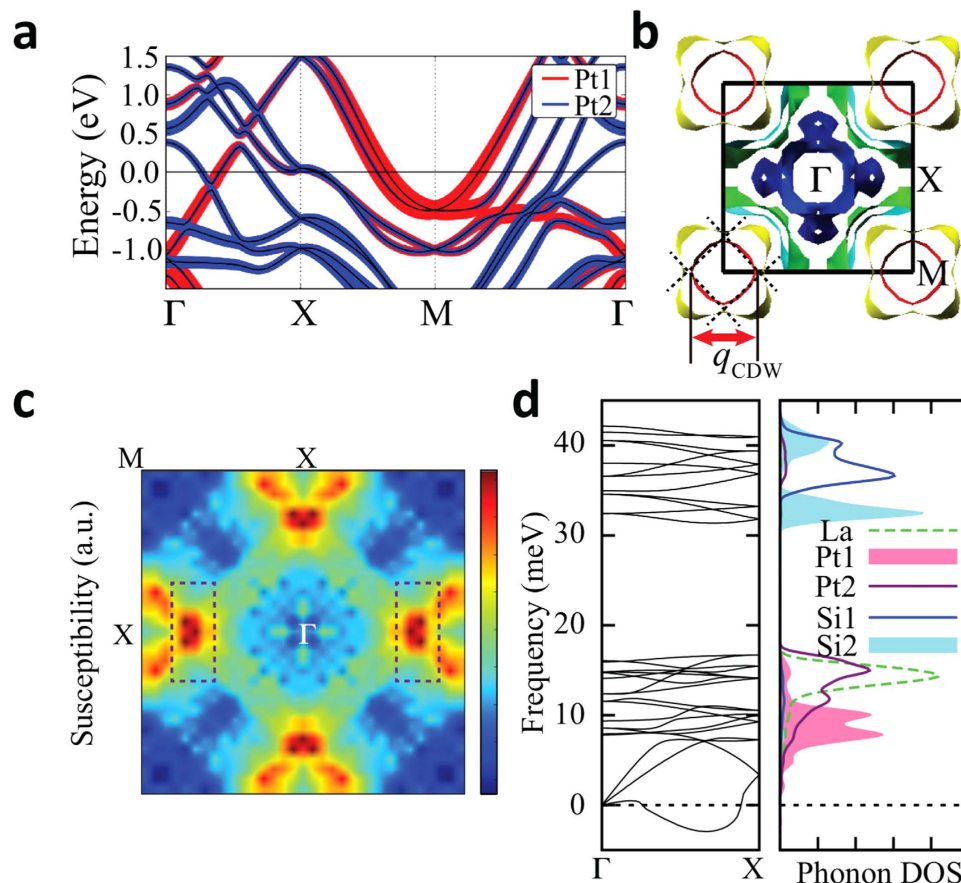 a
1.5
1.0
0.5
0.0
-0.5
-1.0
Energy (eV)
Pt1
Pt2
Γ X M Γ
b
Γ
X
M
qCDW
c
M X
X
Γ
Susceptibility (a.u.)
d
40
30
20
10
0
Frequency (meV)
Γ X
La
Pt1
Pt2
Si1
Si2
Phonon DOS